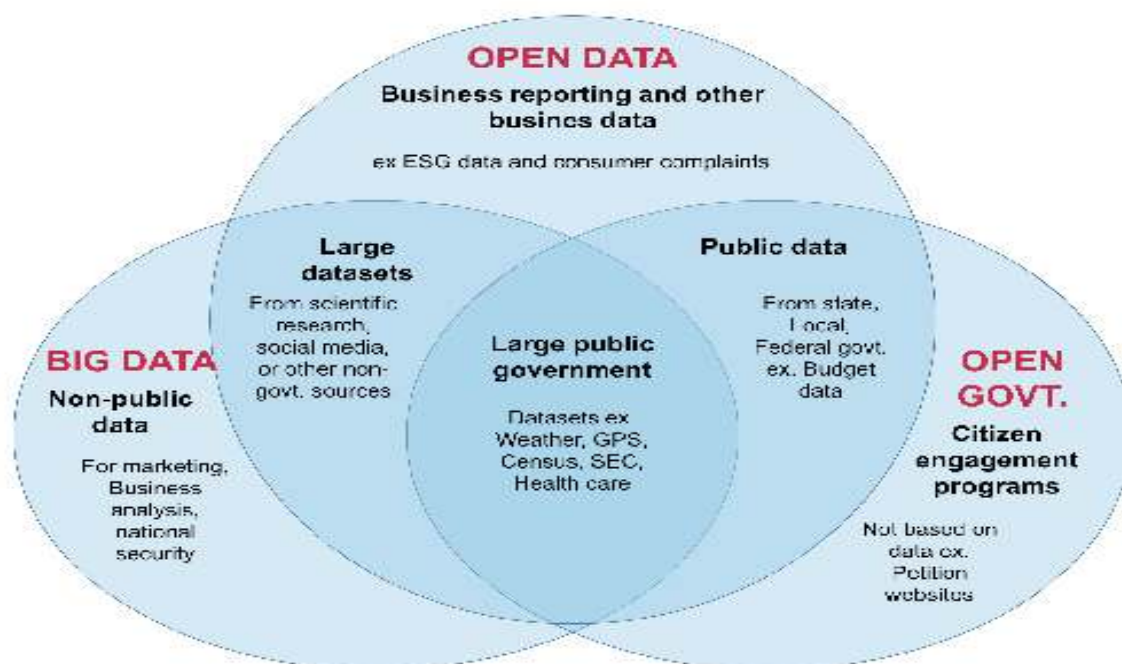 OPEN DATA
Business reporting and other
busines data
ex ESG data and consumer complaints
Large
datasets
From scientific
research,
social media,
or other non-
govt. sources
Public data
From state,
Local,
Federal govt.
ex. Budget
data
Large public
government
Datasets ex
Weather, GPS,
Census, SEC,
Health care
BIG DATA
Non-public
data
For marketing,
Business
analysis,
national
security
OPEN
GOVT.
Citizen
engagement
programs
Not based on
data ex.
Petition
websites